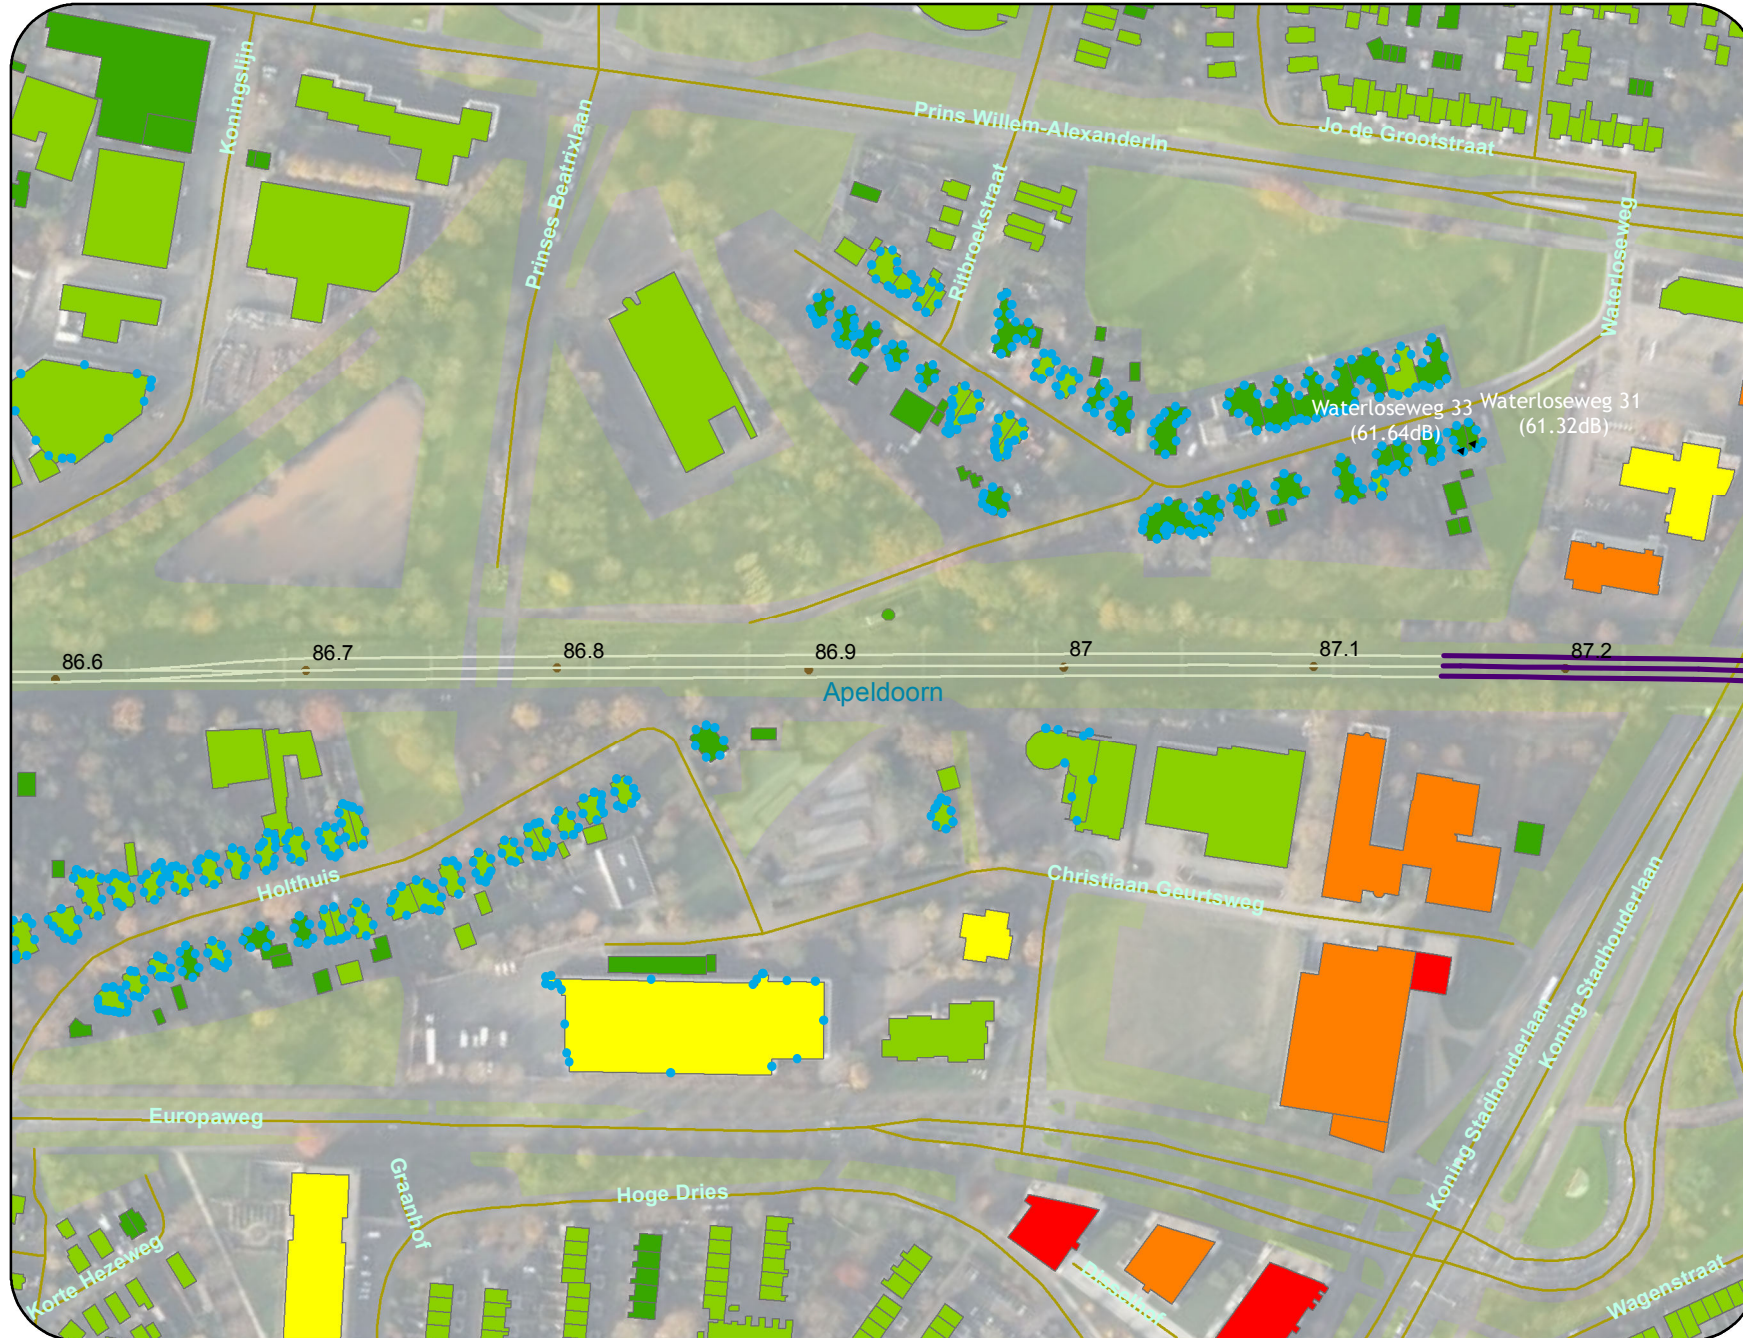 Koningslijn
Prinses Beatrixlaan
Prins Willem-Alexanderln
Jo de Grootstraat
Ritbroekstraat
Waterloseweg
Waterloseweg 33
(61.64dB)
Waterloseweg 31
(61.32dB)
86.6
86.7
86.8
86.9
87
87.1
87.2
Apeldoorn
Holthuis
Christiaan Geurtsweg
Koning Stadhouderlaan
Koning Stadhouderlaan
Europaweg
Graanhof
Hoge Dries
Korte Hezeweg
Wagenstraat